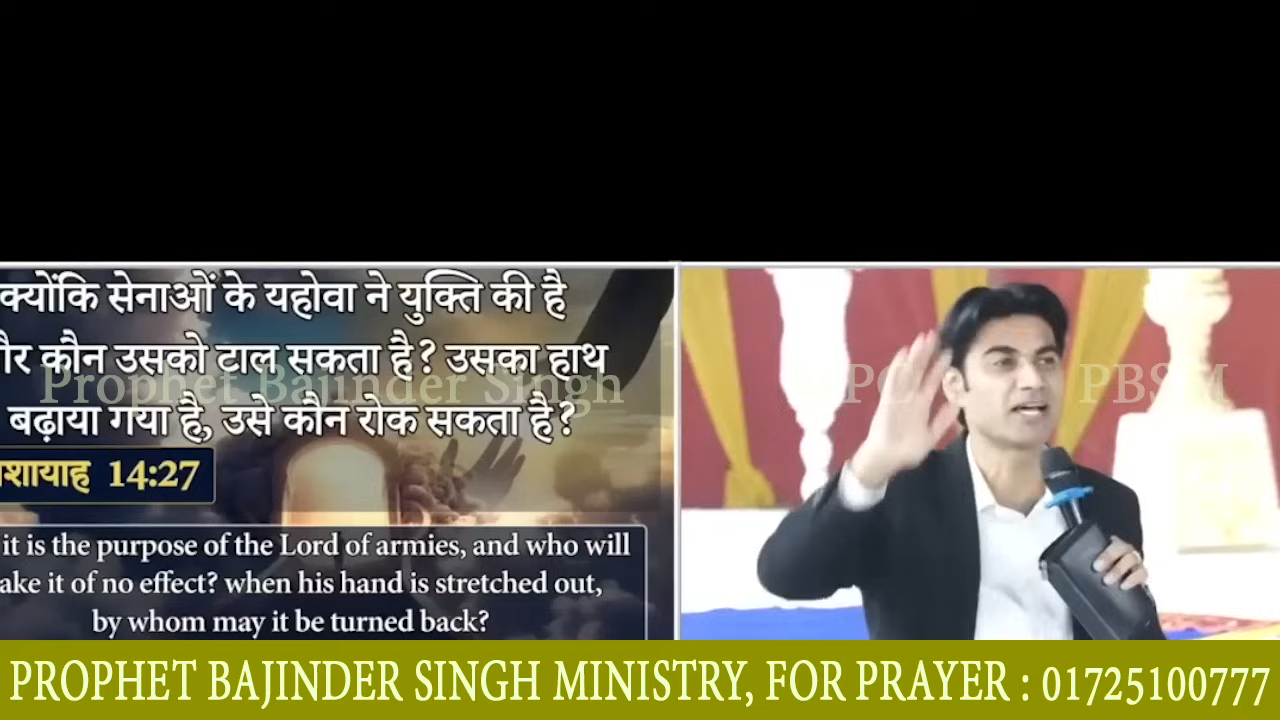 क्योंकि सेनाओं के यहोवा ने युक्ति की है
कौन उसको टाल सकता है? उसका हाथ
बढ़ाया गया है, उसे कौन रोक सकता है?
Prophet Bajinder Singh
PBSM
14:27
it is the purpose of the Lord of armies, and who will
ake it of no effect? when his hand is stretched out,
by whom may it be turned back?
PROPHET BAJINDER SINGH MINISTRY, FOR PRAYER : 01725100777